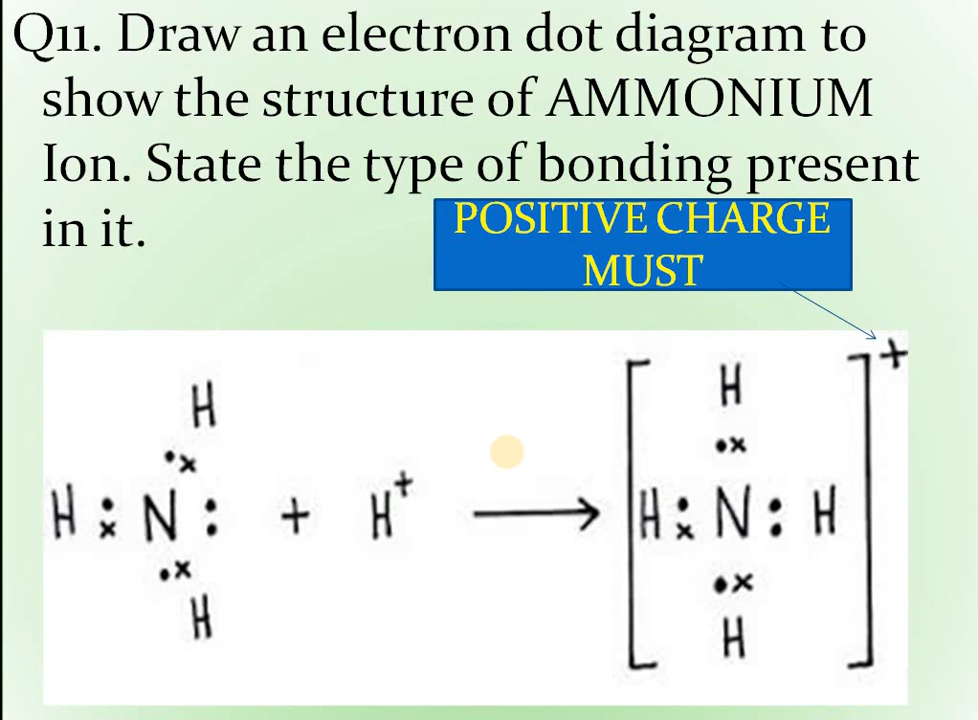 Q11. Draw an electron dot diagram to
show the structure of AMMONIUM
Ion. State the type of bonding present
in it.
POSITIVE CHARGE
MUST
H
•x
H :x N : + H⁺ ⟶
•x
H
[ H
•x
H :x N : H
•x
H ]⁺